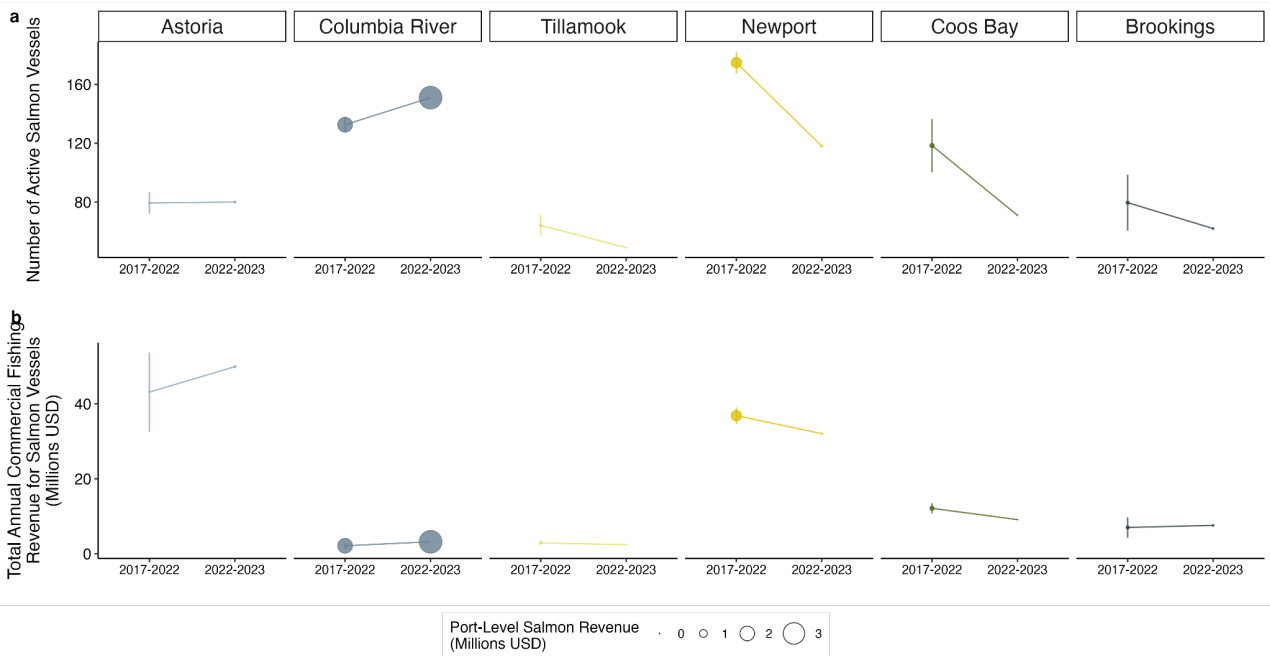 a
Astoria
Columbia River
Tillamook
Newport
Coos Bay
Brookings
Number of Active Salmon Vessels
160
120
80
2017-2022
2022-2023
2017-2022
2022-2023
2017-2022
2022-2023
2017-2022
2022-2023
2017-2022
2022-2023
2017-2022
2022-2023
b
Total Annual Commercial Fishing
Revenue for Salmon Vessels
(Millions USD)
40
20
0
2017-2022
2022-2023
2017-2022
2022-2023
2017-2022
2022-2023
2017-2022
2022-2023
2017-2022
2022-2023
2017-2022
2022-2023
Port-Level Salmon Revenue
(Millions USD)
0
1
2
3